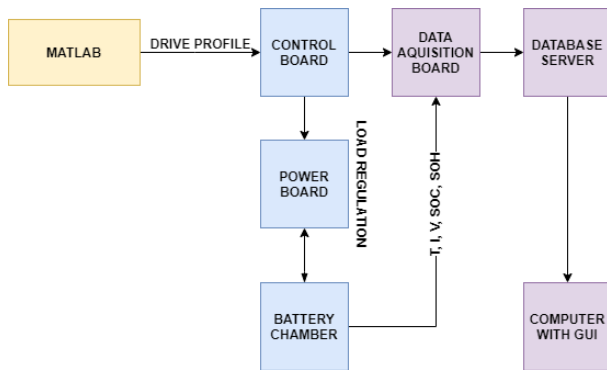 MATLAB
DRIVE PROFILE
CONTROL
BOARD
DATA
AQUISITION
BOARD
DATABASE
SERVER
POWER
BOARD
LOAD REGULATION
T, I, V, SOC, SOH
BATTERY
CHAMBER
COMPUTER
WITH GUI